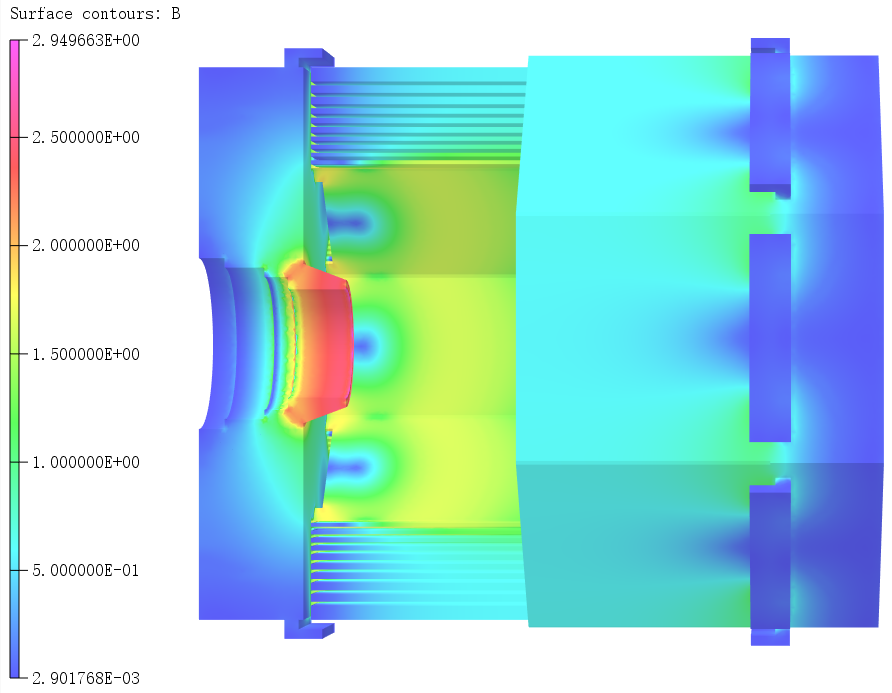 Surface contours: B
2.949663E+00
2.500000E+00
2.000000E+00
1.500000E+00
1.000000E+00
5.000000E-01
2.901768E-03